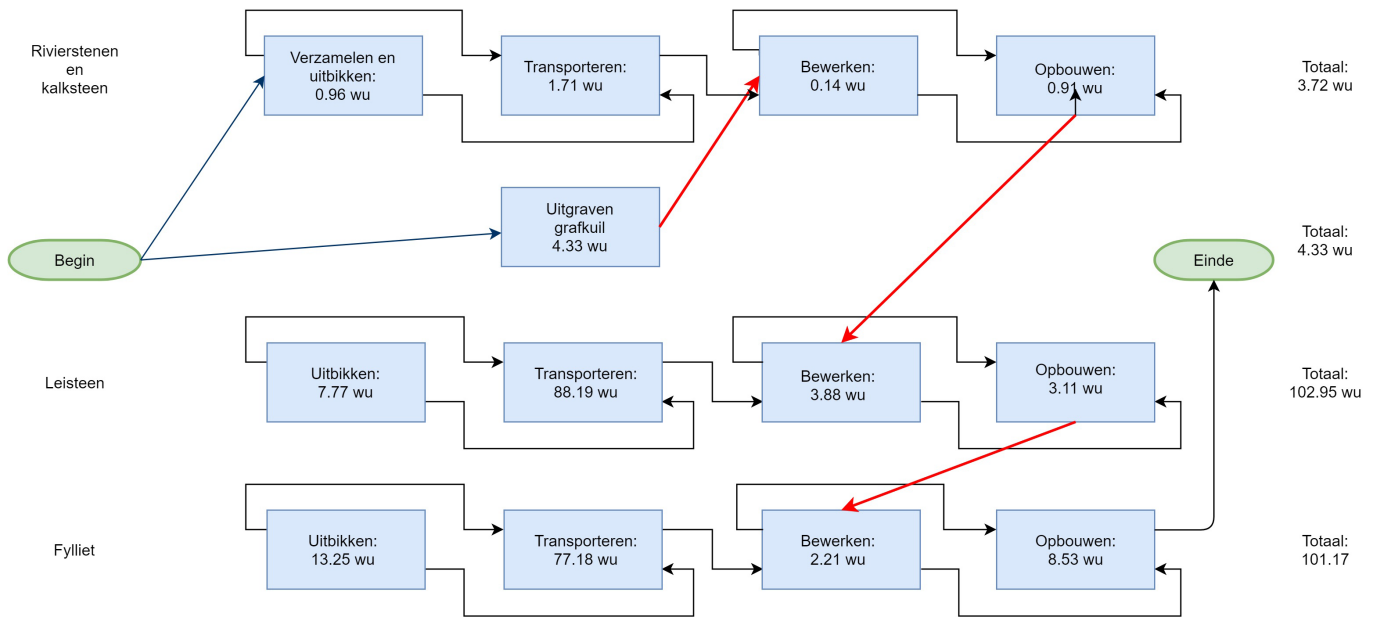 Rivierstenen
en
kalksteen
Verzamelen en
uitbikken:
0.96 wu
Transporteren:
1.71 wu
Bewerken:
0.14 wu
Opbouwen:
0.91 wu
Totaal:
3.72 wu
Uitgraven
grafkuil
4.33 wu
Totaal:
4.33 wu
Begin
Einde
Leisteen
Uitbikken:
7.77 wu
Transporteren:
88.19 wu
Bewerken:
3.88 wu
Opbouwen:
3.11 wu
Totaal:
102.95 wu
Fylliet
Uitbikken:
13.25 wu
Transporteren:
77.18 wu
Bewerken:
2.21 wu
Opbouwen:
8.53 wu
Totaal:
101.17